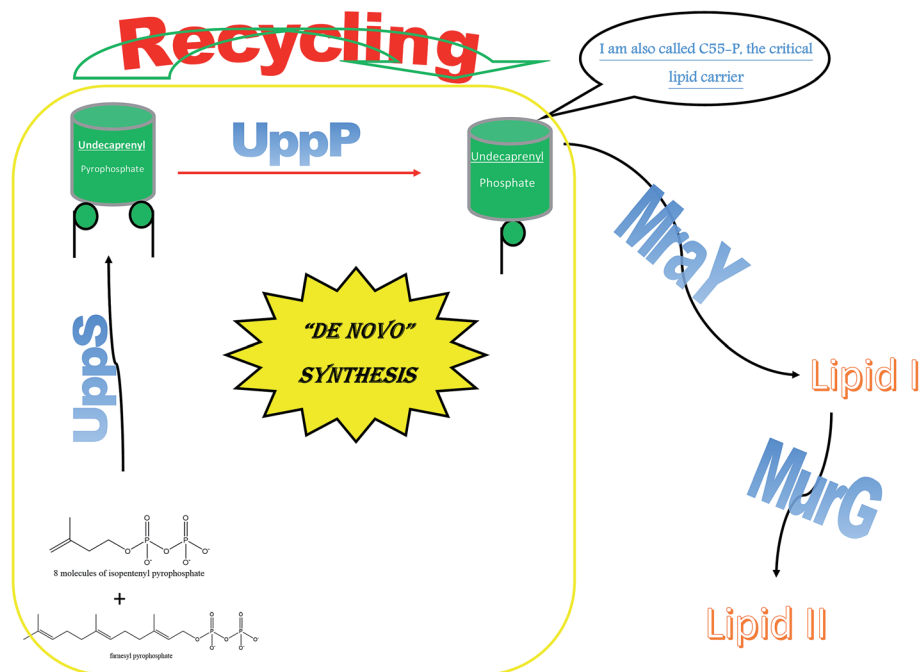 Recycling
I am also called C55-P, the critical
lipid carrier
Undecaprenyl
Pyrophosphate
UppP
Undecaprenyl
Phosphate
MraY
"DE NOVO"
SYNTHESIS
UppS
Lipid I
MurG
Lipid II
O O
O P O P O-
O- O-
8 molecules of isopentenyl pyrophosphate
+
O O
O P O P O-
O- O-
farnesyl pyrophosphate